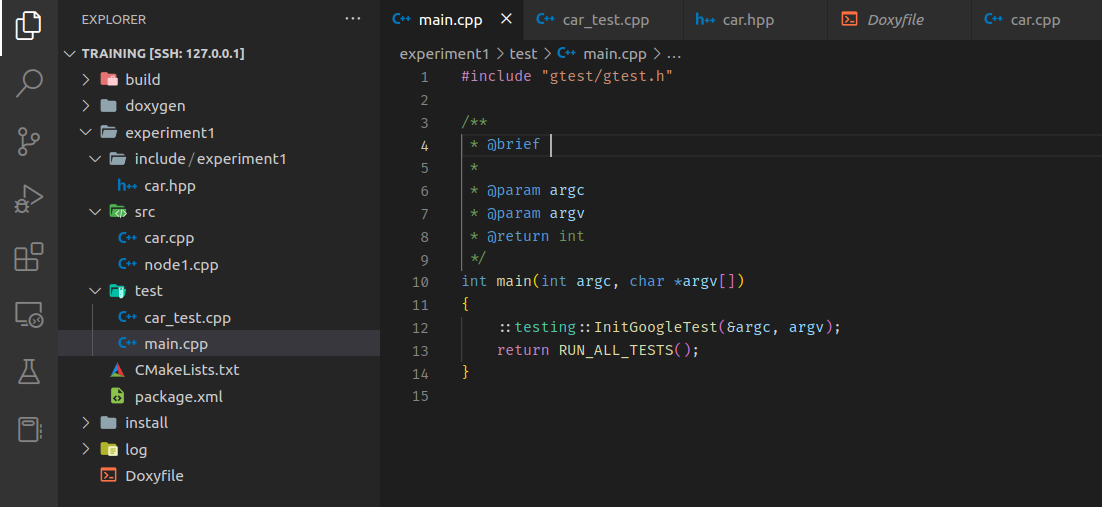 EXPLORER
···
TRAINING [SSH: 127.0.0.1]
build
doxygen
experiment1
include / experiment1
h++ car.hpp
src
C++ car.cpp
C++ node1.cpp
test
C++ car_test.cpp
C++ main.cpp
CMakeLists.txt
package.xml
install
log
Doxyfile
C++ main.cpp
C++ car_test.cpp
h++ car.hpp
Doxyfile
C++ car.cpp
experiment1 > test > C++ main.cpp > ...
1 #include "gtest/gtest.h"
2
3 /**
4 * @brief
5 *
6 * @param argc
7 * @param argv
8 * @return int
9 */
10 int main(int argc, char *argv[])
11 {
12 ::testing::InitGoogleTest(&argc, argv);
13 return RUN_ALL_TESTS();
14 }
15